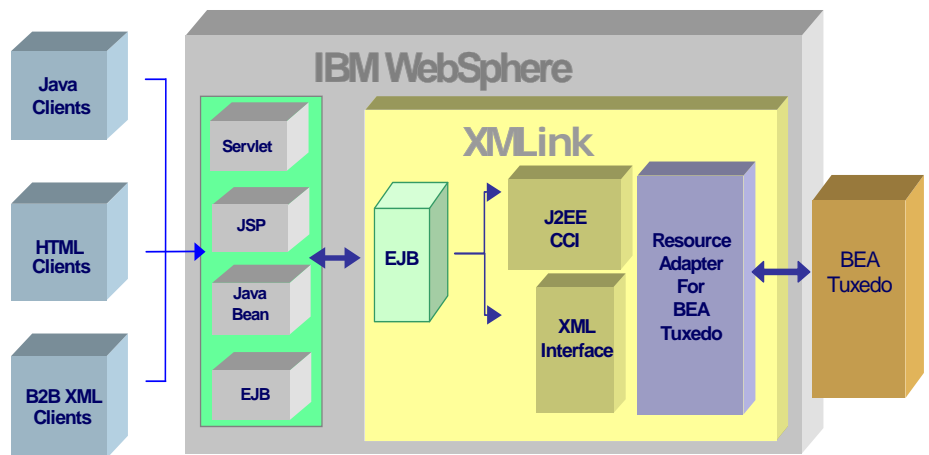 IBM WebSphere
XMLink
Java
Clients
HTML
Clients
B2B XML
Clients
Servlet
JSP
Java
Bean
EJB
EJB
J2EE
CCI
XML
Interface
Resource
Adapter
For
BEA
Tuxedo
BEA
Tuxedo